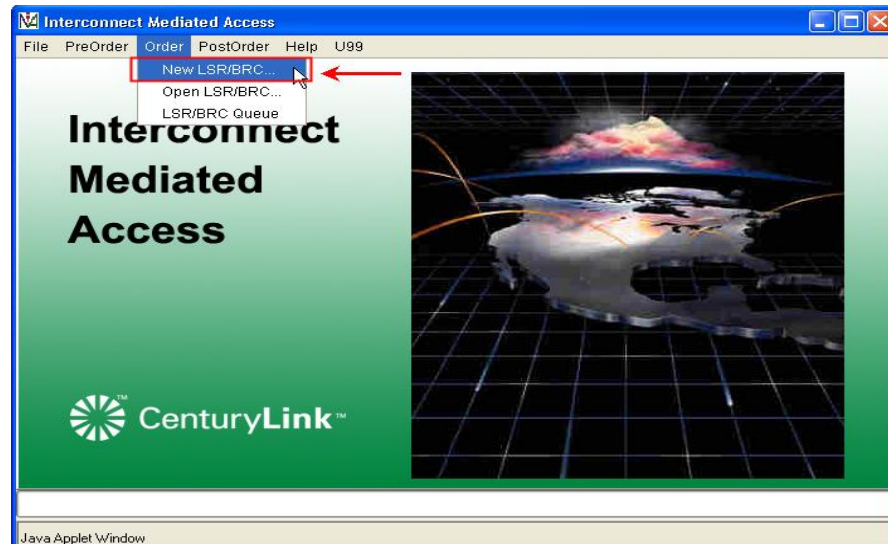 Interconnect Mediated Access
File PreOrder Order PostOrder Help U99
New LSR/BRC...
Open LSR/BRC...
LSR/BRC Queue
Interconnect
Mediated
Access
CenturyLink™
Java Applet Window